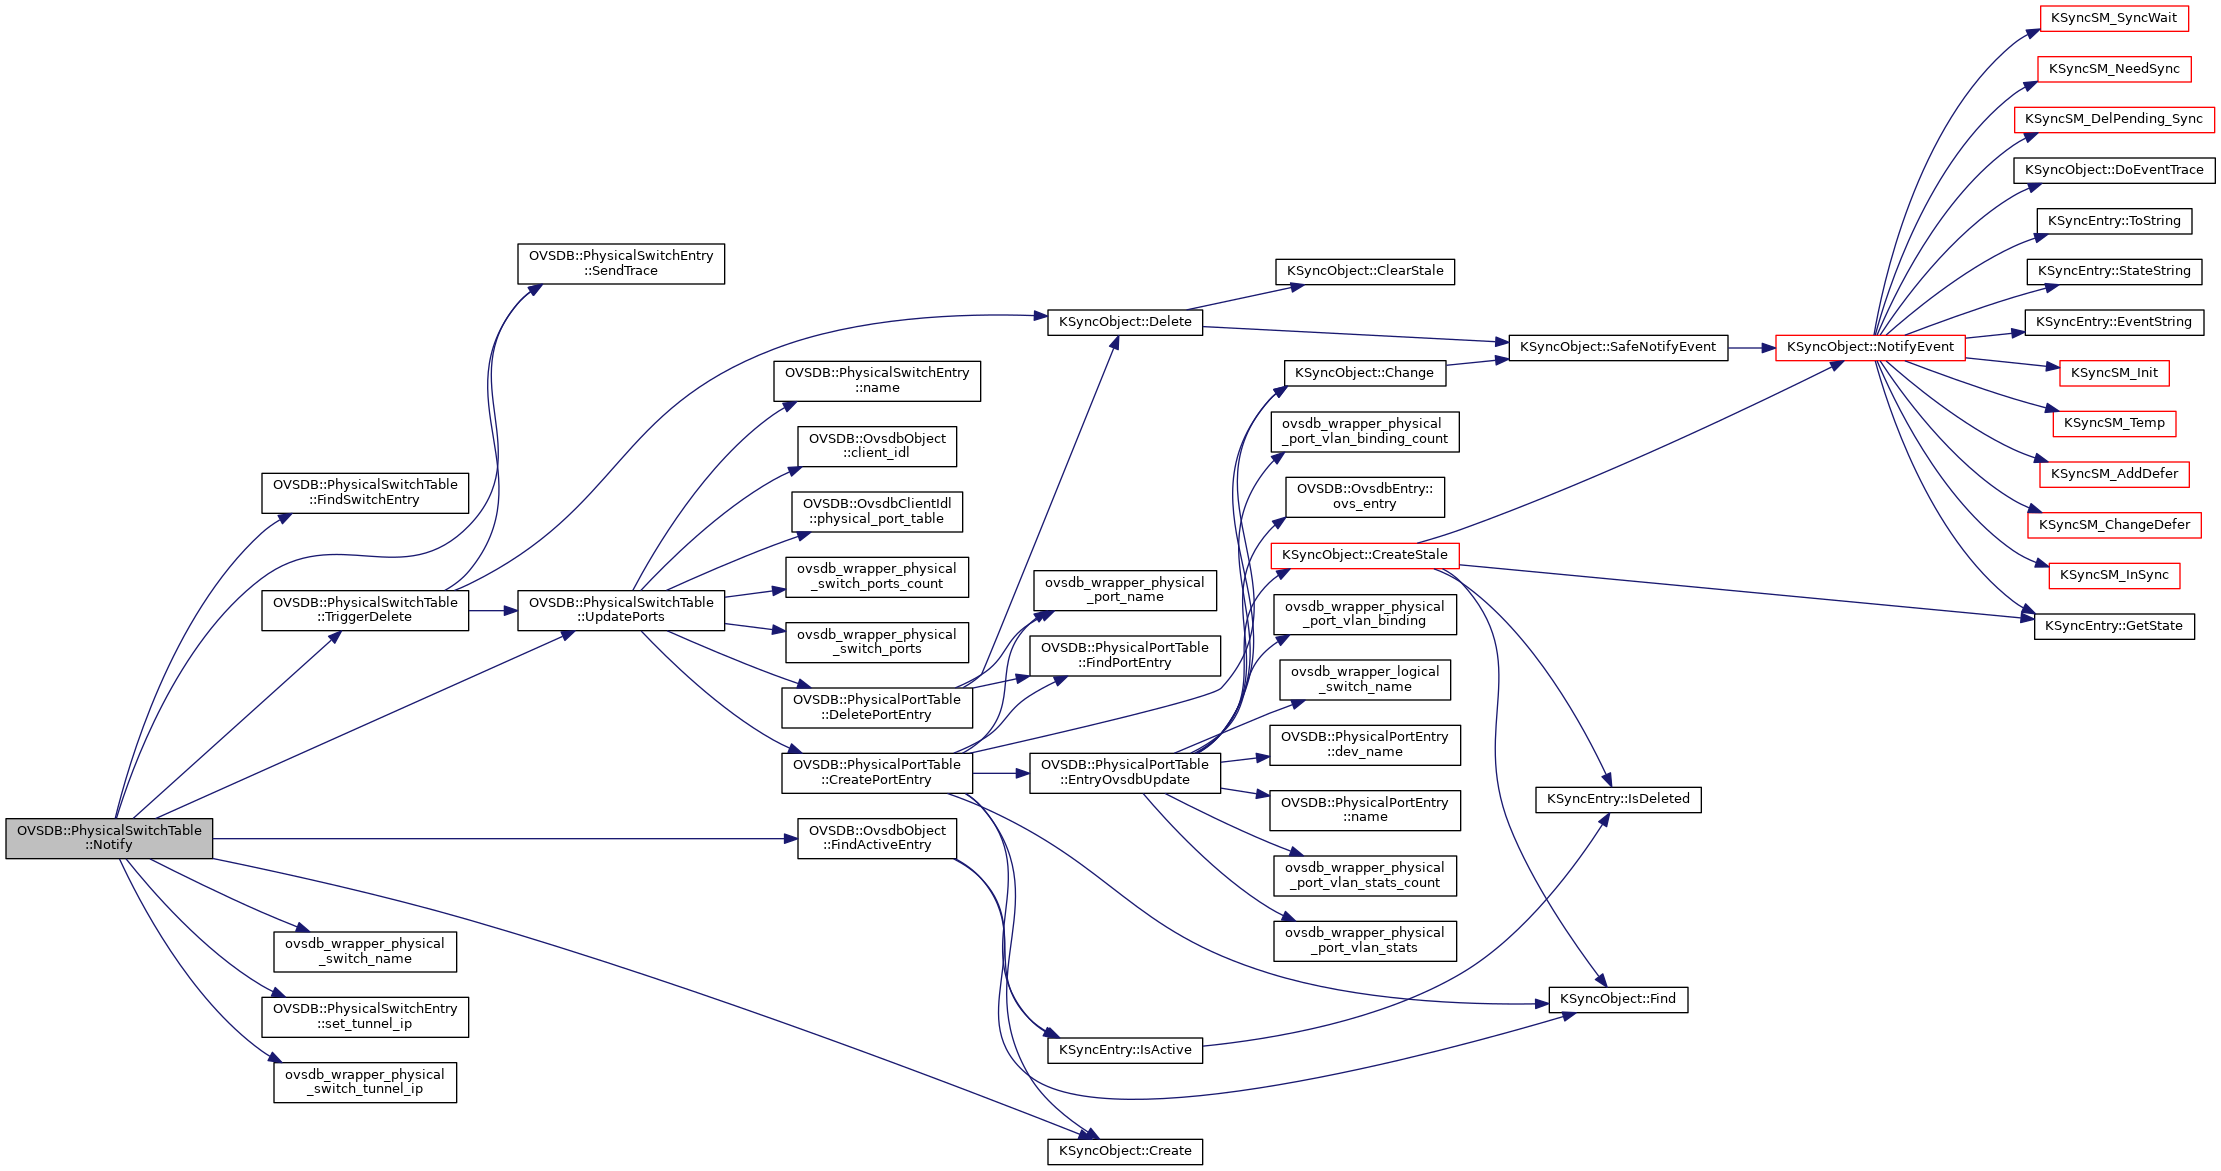 OVSDB::PhysicalSwitchTable
::Notify
OVSDB::PhysicalSwitchTable
::FindSwitchEntry
OVSDB::PhysicalSwitchTable
::TriggerDelete
ovsdb_wrapper_physical
_switch_name
OVSDB::PhysicalSwitchEntry
::set_tunnel_ip
ovsdb_wrapper_physical
_switch_tunnel_ip
OVSDB::PhysicalSwitchEntry
::SendTrace
OVSDB::PhysicalSwitchTable
::UpdatePorts
OVSDB::PhysicalSwitchEntry
::name
OVSDB::OvsdbObject
::client_idl
OVSDB::OvsdbClientIdl
::physical_port_table
ovsdb_wrapper_physical
_switch_ports_count
ovsdb_wrapper_physical
_switch_ports
OVSDB::PhysicalPortTable
::DeletePortEntry
OVSDB::PhysicalPortTable
::CreatePortEntry
OVSDB::OvsdbObject
::FindActiveEntry
KSyncObject::Delete
ovsdb_wrapper_physical
_port_name
OVSDB::PhysicalPortTable
::FindPortEntry
OVSDB::PhysicalPortTable
::EntryOvsdbUpdate
KSyncEntry::IsActive
KSyncObject::Create
KSyncObject::ClearStale
KSyncObject::Change
ovsdb_wrapper_physical
_port_vlan_binding_count
OVSDB::OvsdbEntry::
ovs_entry
KSyncObject::CreateStale
ovsdb_wrapper_physical
_port_vlan_binding
ovsdb_wrapper_logical
_switch_name
OVSDB::PhysicalPortEntry
::dev_name
OVSDB::PhysicalPortEntry
::name
ovsdb_wrapper_physical
_port_vlan_stats_count
ovsdb_wrapper_physical
_port_vlan_stats
KSyncObject::SafeNotifyEvent
KSyncEntry::IsDeleted
KSyncObject::Find
KSyncObject::NotifyEvent
KSyncSM_SyncWait
KSyncSM_NeedSync
KSyncSM_DelPending_Sync
KSyncObject::DoEventTrace
KSyncEntry::ToString
KSyncEntry::StateString
KSyncEntry::EventString
KSyncSM_Init
KSyncSM_Temp
KSyncSM_AddDefer
KSyncSM_ChangeDefer
KSyncSM_InSync
KSyncEntry::GetState